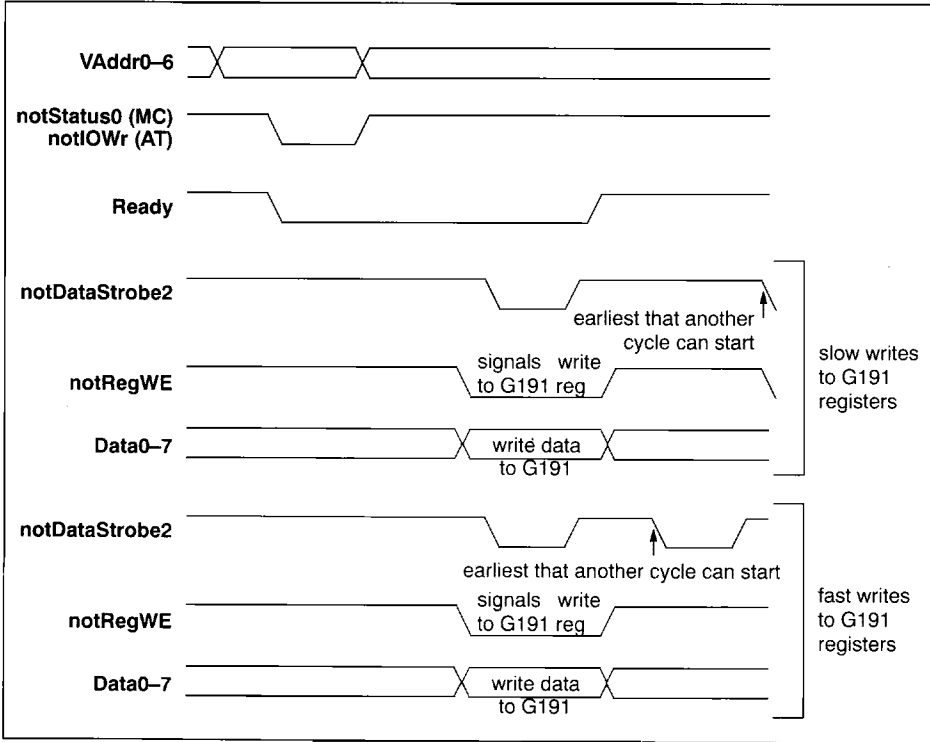 VAddr0–6
notStatus0 (MC)
notIOWr (AT)
Ready
notDataStrobe2
earliest that another
cycle can start
signals write
to G191 reg
notRegWE
Data0–7
write data
to G191
slow writes
to G191
registers
notDataStrobe2
earliest that another cycle can start
signals write
to G191 reg
notRegWE
Data0–7
write data
to G191
fast writes
to G191
registers